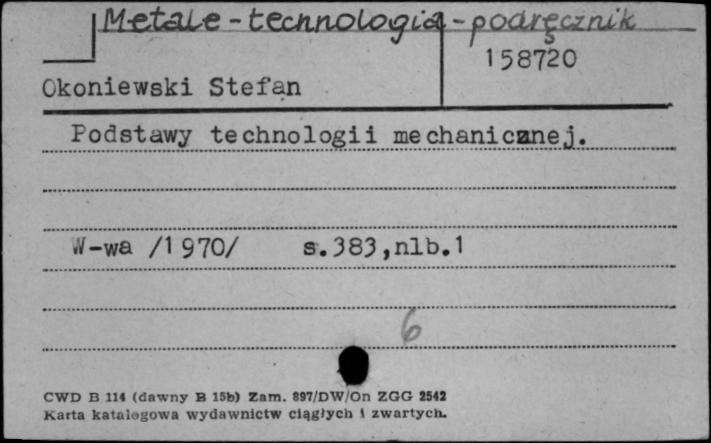 Metale - technologia - podręcznik
158720
Okoniewski Stefan
Podstawy technologii mechanicznej.
W-wa /1970/ s.383,nlb.1
6
CWD B 114 (dawny B 15b) Zam. 897/DW/On ZGG 2542
Karta katalogowa wydawnictw ciągłych i zwartych.